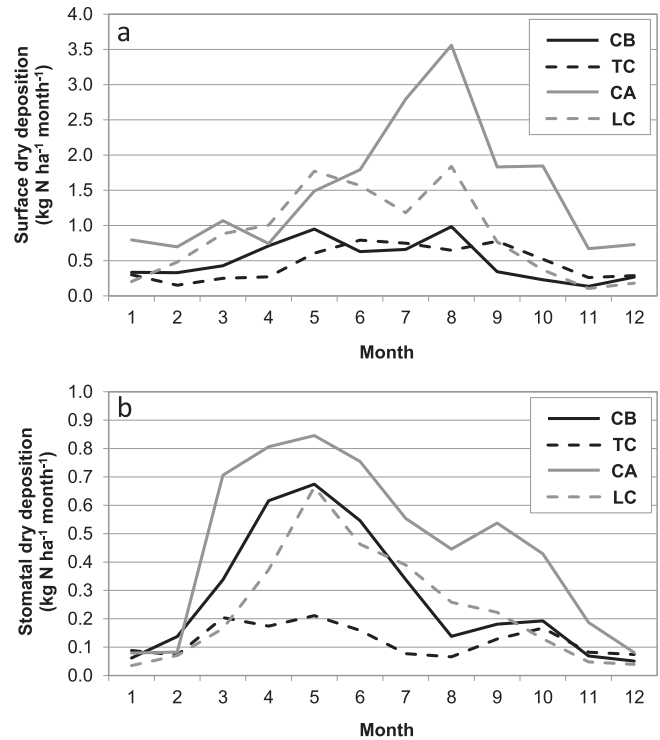 a
Surface dry deposition
(kg N ha⁻¹ month⁻¹)
4.0
3.5
3.0
2.5
2.0
1.5
1.0
0.5
0.0
CB
TC
CA
LC
1 2 3 4 5 6 7 8 9 10 11 12
Month
b
Stomatal dry deposition
(kg N ha⁻¹ month⁻¹)
1.0
0.9
0.8
0.7
0.6
0.5
0.4
0.3
0.2
0.1
0.0
CB
TC
CA
LC
1 2 3 4 5 6 7 8 9 10 11 12
Month